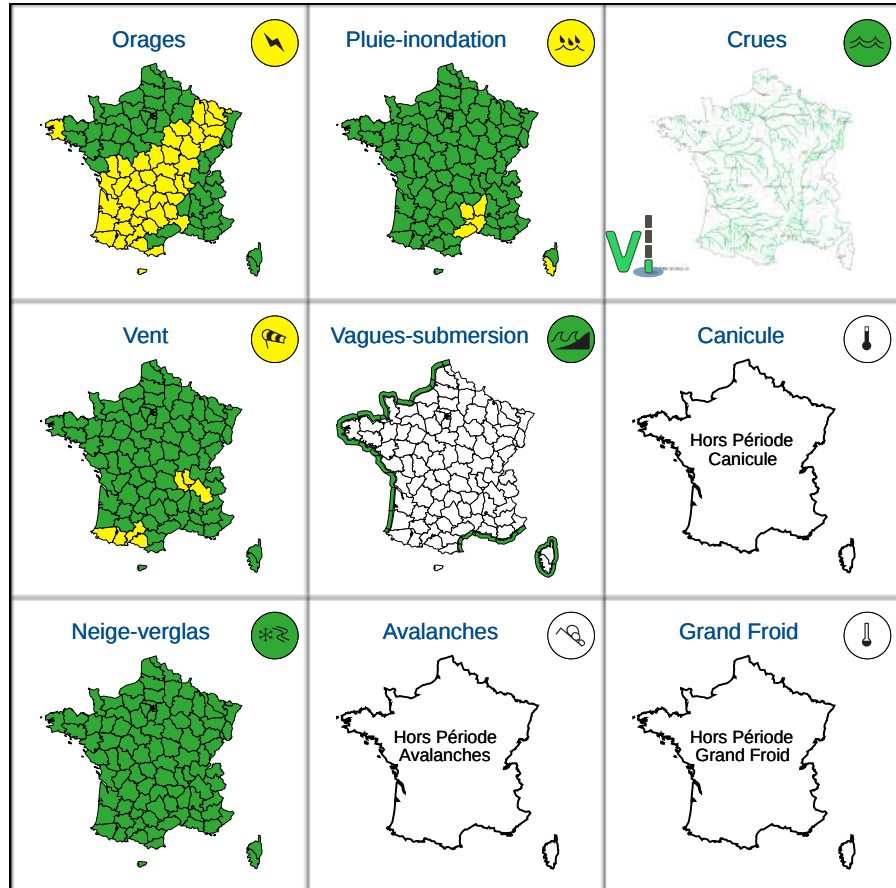 Orages
Pluie-inondation
Crues
Vent
Vagues-submersion
Canicule
Hors Période
Canicule
Neige-verglas
Avalanches
Hors Période
Avalanches
Grand Froid
Hors Période
Grand Froid